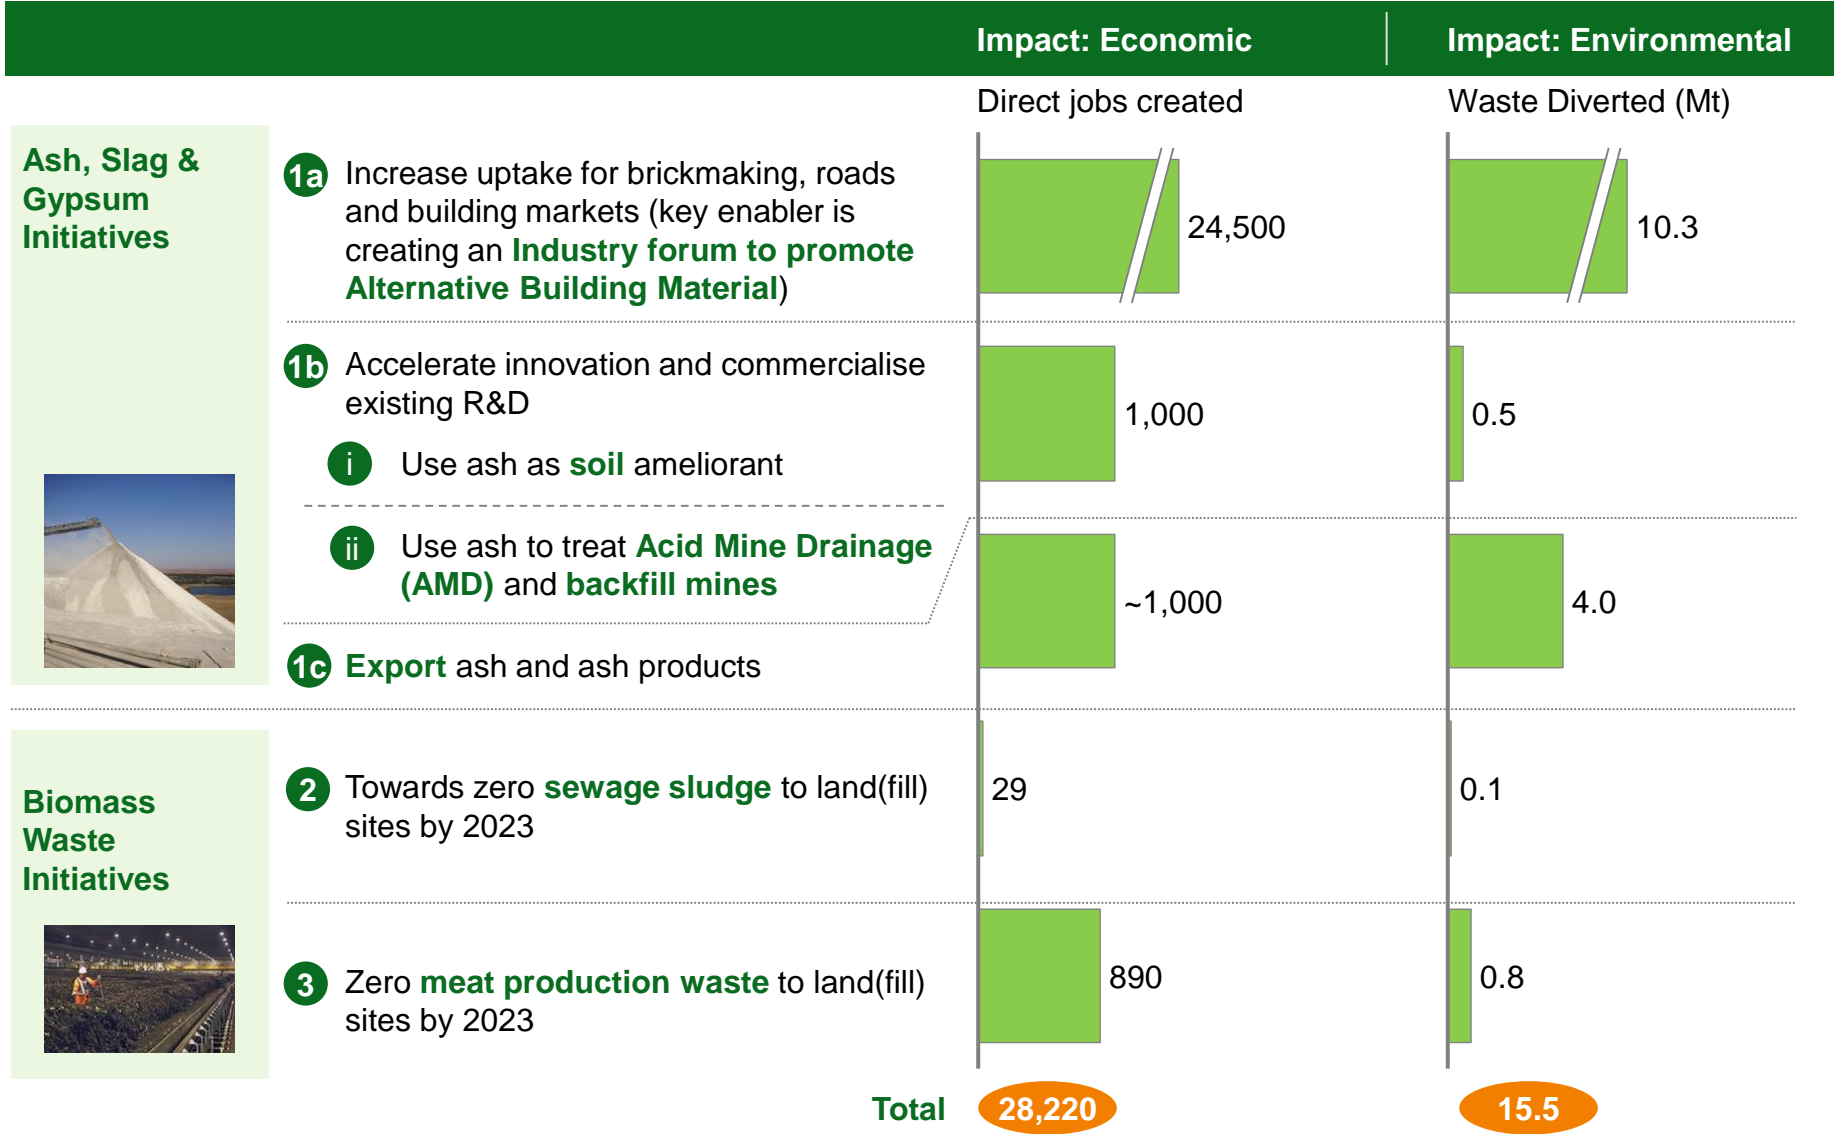 Impact: Economic
Impact: Environmental
Direct jobs created
Waste Diverted (Mt)
Ash, Slag &
Gypsum
Initiatives
1a
Increase uptake for brickmaking, roads
and building markets (key enabler is
creating an Industry forum to promote
Alternative Building Material)
24,500
10.3
1b
Accelerate innovation and commercialise
existing R&D
1,000
0.5
i
Use ash as soil ameliorant
ii
Use ash to treat Acid Mine Drainage
(AMD) and backfill mines
~1,000
4.0
1c
Export ash and ash products
Biomass
Waste
Initiatives
2
Towards zero sewage sludge to land(fill)
sites by 2023
29
0.1
3
Zero meat production waste to land(fill)
sites by 2023
890
0.8
Total
28,220
15.5